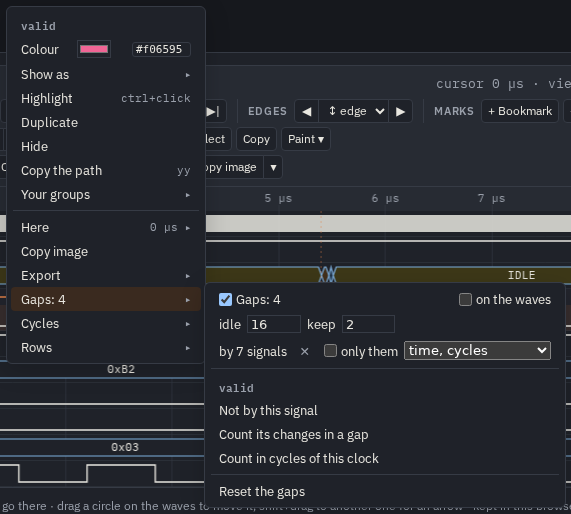 valid
Colour #f06595
Show as ▸
Highlight ctrl+click
Duplicate
Hide
Copy the path yy
Your groups ▸
Here 0 µs ▸
Copy image
Export ▸
Gaps: 4 ▸
Cycles ▸
Rows ▸
cursor 0 µs · vie
▶| EDGES ◀ ↕ edge ▶ MARKS + Bookmark
lect Copy Paint ▾
opy image ▾
5 µs 6 µs 7 µs
IDLE
Gaps: 4 on the waves
idle 16 keep 2
by 7 signals ✕ only them time, cycles
valid
Not by this signal
Count its changes in a gap
Count in cycles of this clock
Reset the gaps
0xB2
0x03
go there · drag a circle on the waves to move it, shift+drag to another one for an arrow · kept in this brows